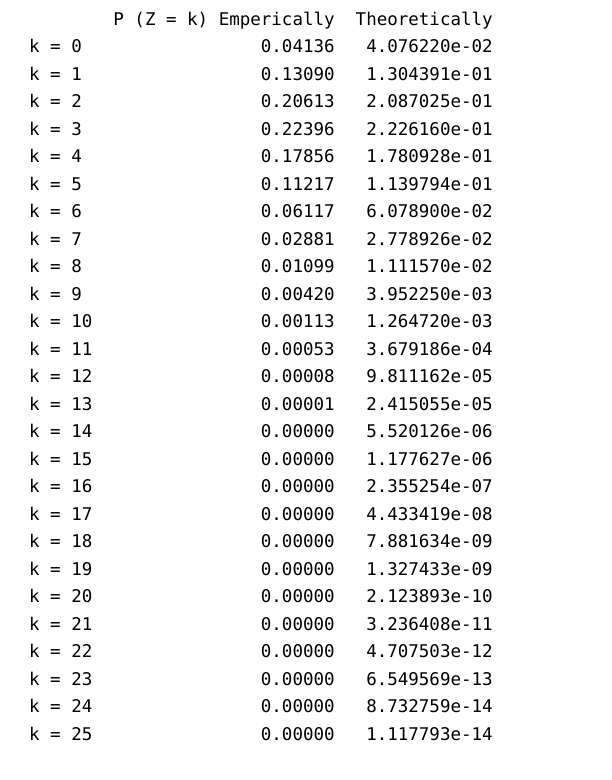 P (Z = k) Emperically Theoretically
k = 0 0.04136 4.076220e-02
k = 1 0.13090 1.304391e-01
k = 2 0.20613 2.087025e-01
k = 3 0.22396 2.226160e-01
k = 4 0.17856 1.780928e-01
k = 5 0.11217 1.139794e-01
k = 6 0.06117 6.078900e-02
k = 7 0.02881 2.778926e-02
k = 8 0.01099 1.111570e-02
k = 9 0.00420 3.952250e-03
k = 10 0.00113 1.264720e-03
k = 11 0.00053 3.679186e-04
k = 12 0.00008 9.811162e-05
k = 13 0.00001 2.415055e-05
k = 14 0.00000 5.520126e-06
k = 15 0.00000 1.177627e-06
k = 16 0.00000 2.355254e-07
k = 17 0.00000 4.433419e-08
k = 18 0.00000 7.881634e-09
k = 19 0.00000 1.327433e-09
k = 20 0.00000 2.123893e-10
k = 21 0.00000 3.236408e-11
k = 22 0.00000 4.707503e-12
k = 23 0.00000 6.549569e-13
k = 24 0.00000 8.732759e-14
k = 25 0.00000 1.117793e-14